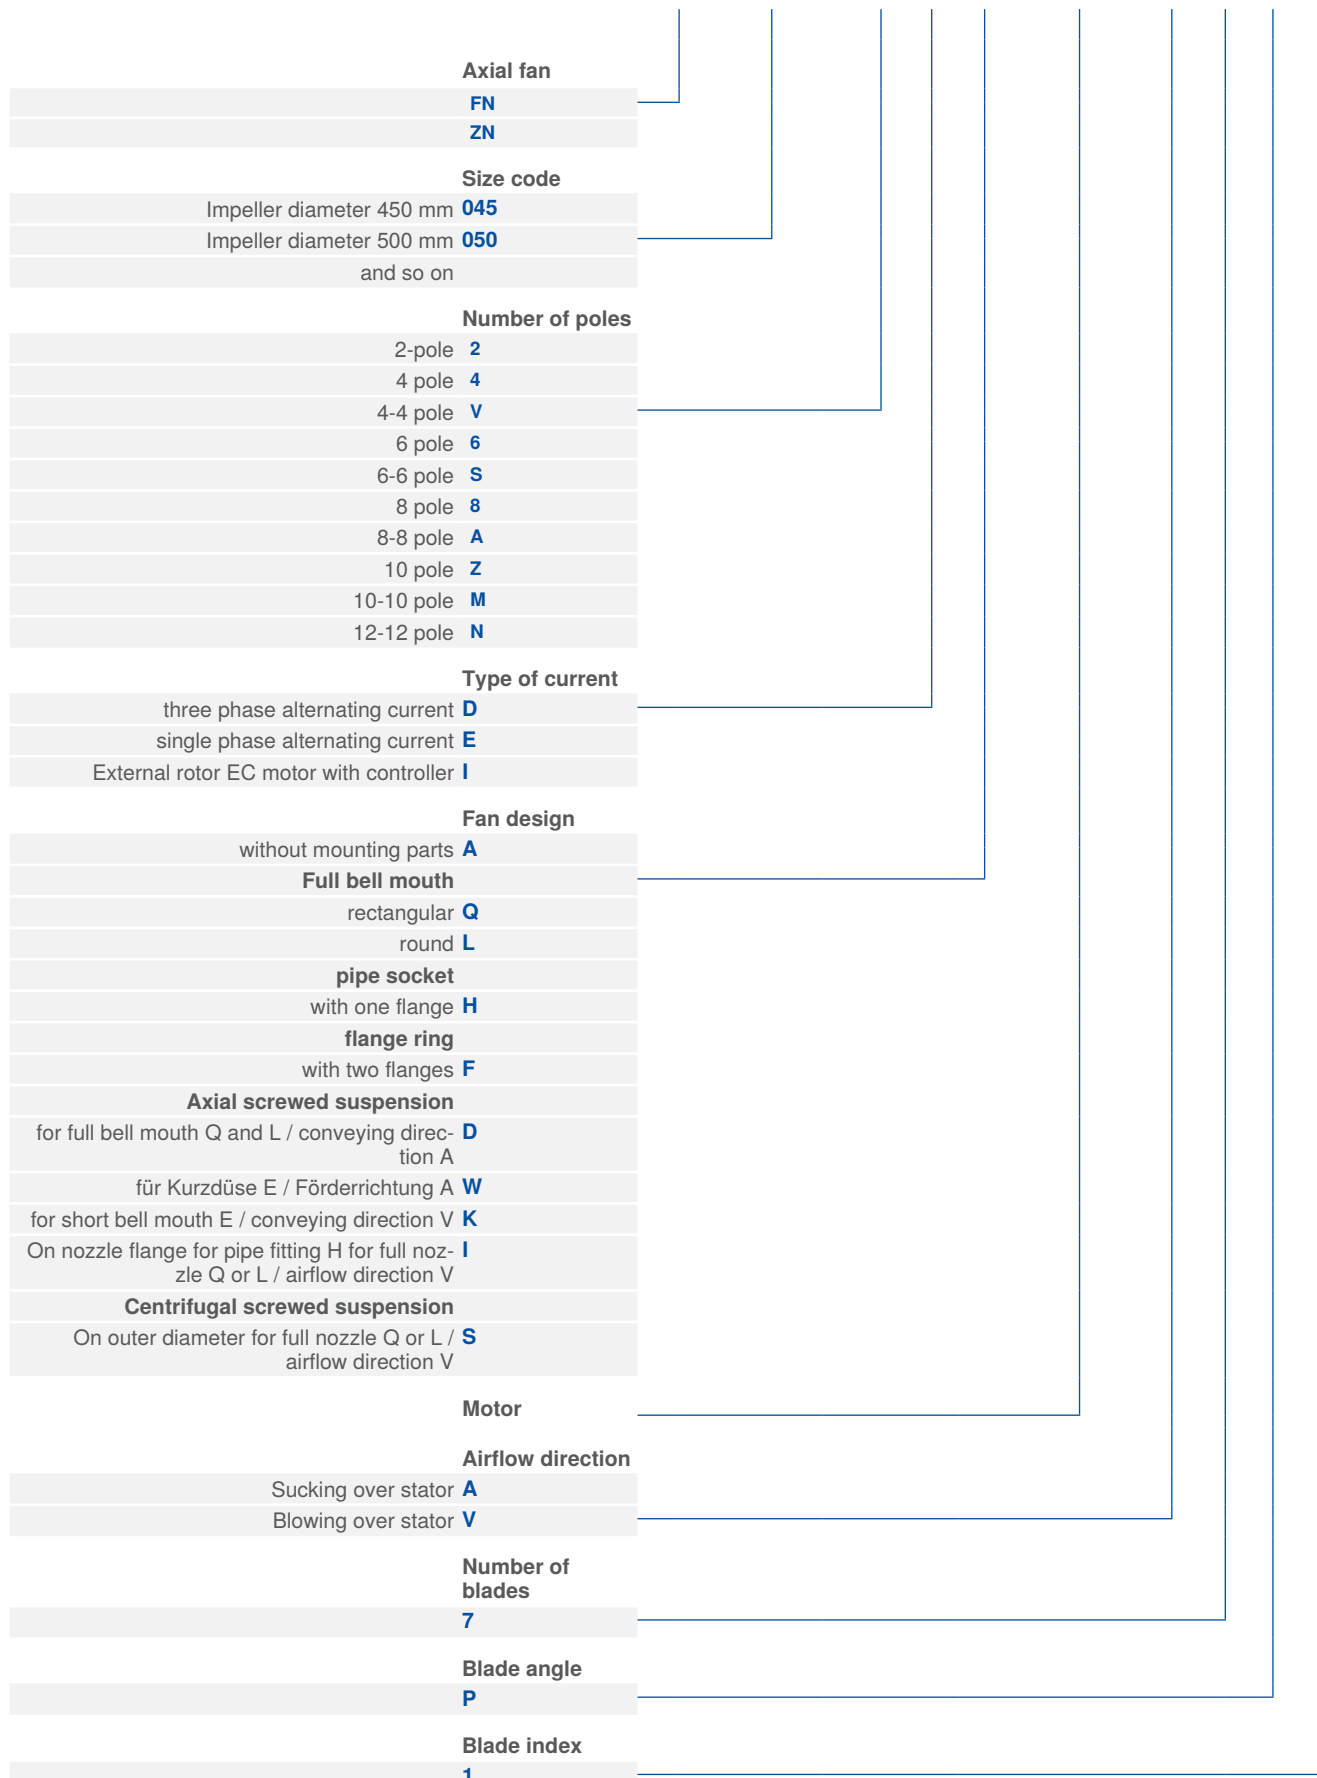 Axial fan
FN
ZN
Size code
Impeller diameter 450 mm 045
Impeller diameter 500 mm 050
and so on
Number of poles
2-pole 2
4 pole 4
4-4 pole V
6 pole 6
6-6 pole S
8 pole 8
8-8 pole A
10 pole Z
10-10 pole M
12-12 pole N
Type of current
three phase alternating current D
single phase alternating current E
External rotor EC motor with controller I
Fan design
without mounting parts A
Full bell mouth
rectangular Q
round L
pipe socket
with one flange H
flange ring
with two flanges F
Axial screwed suspension
for full bell mouth Q and L / conveying direc- D
tion A
für Kurzdüse E / Förderrichtung A W
for short bell mouth E / conveying direction V K
On nozzle flange for pipe fitting H for full noz- I
zle Q or L / airflow direction V
Centrifugal screwed suspension
On outer diameter for full nozzle Q or L / S
airflow direction V
Motor
Airflow direction
Sucking over stator A
Blowing over stator V
Number of
blades
7
Blade angle
P
Blade index
1